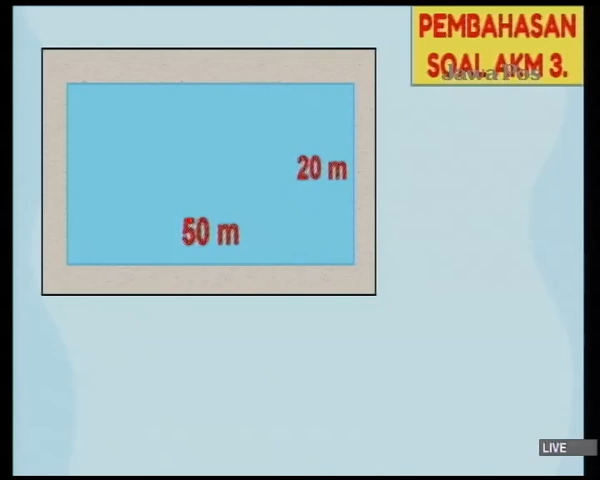 PEMBAHASAN
SOAL AKM 3.
Jawa Pos
20 m
50 m
LIVE